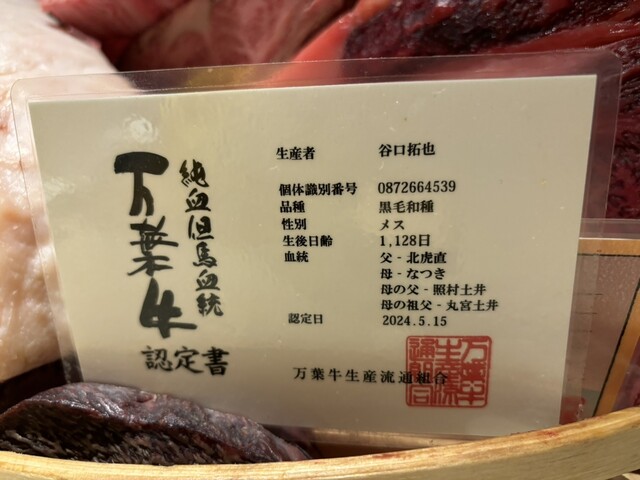 純血但馬血統
万葉牛
認定書
生産者 谷口拓也
個体識別番号 0872664539
品種 黒毛和種
性別 メス
生後日齢 1,128日
血統 父 - 北虎直
母 - なつき
母の父 - 照村土井
母の祖父 - 丸宮土井
認定日 2024.5.15
万葉牛生産流通組合